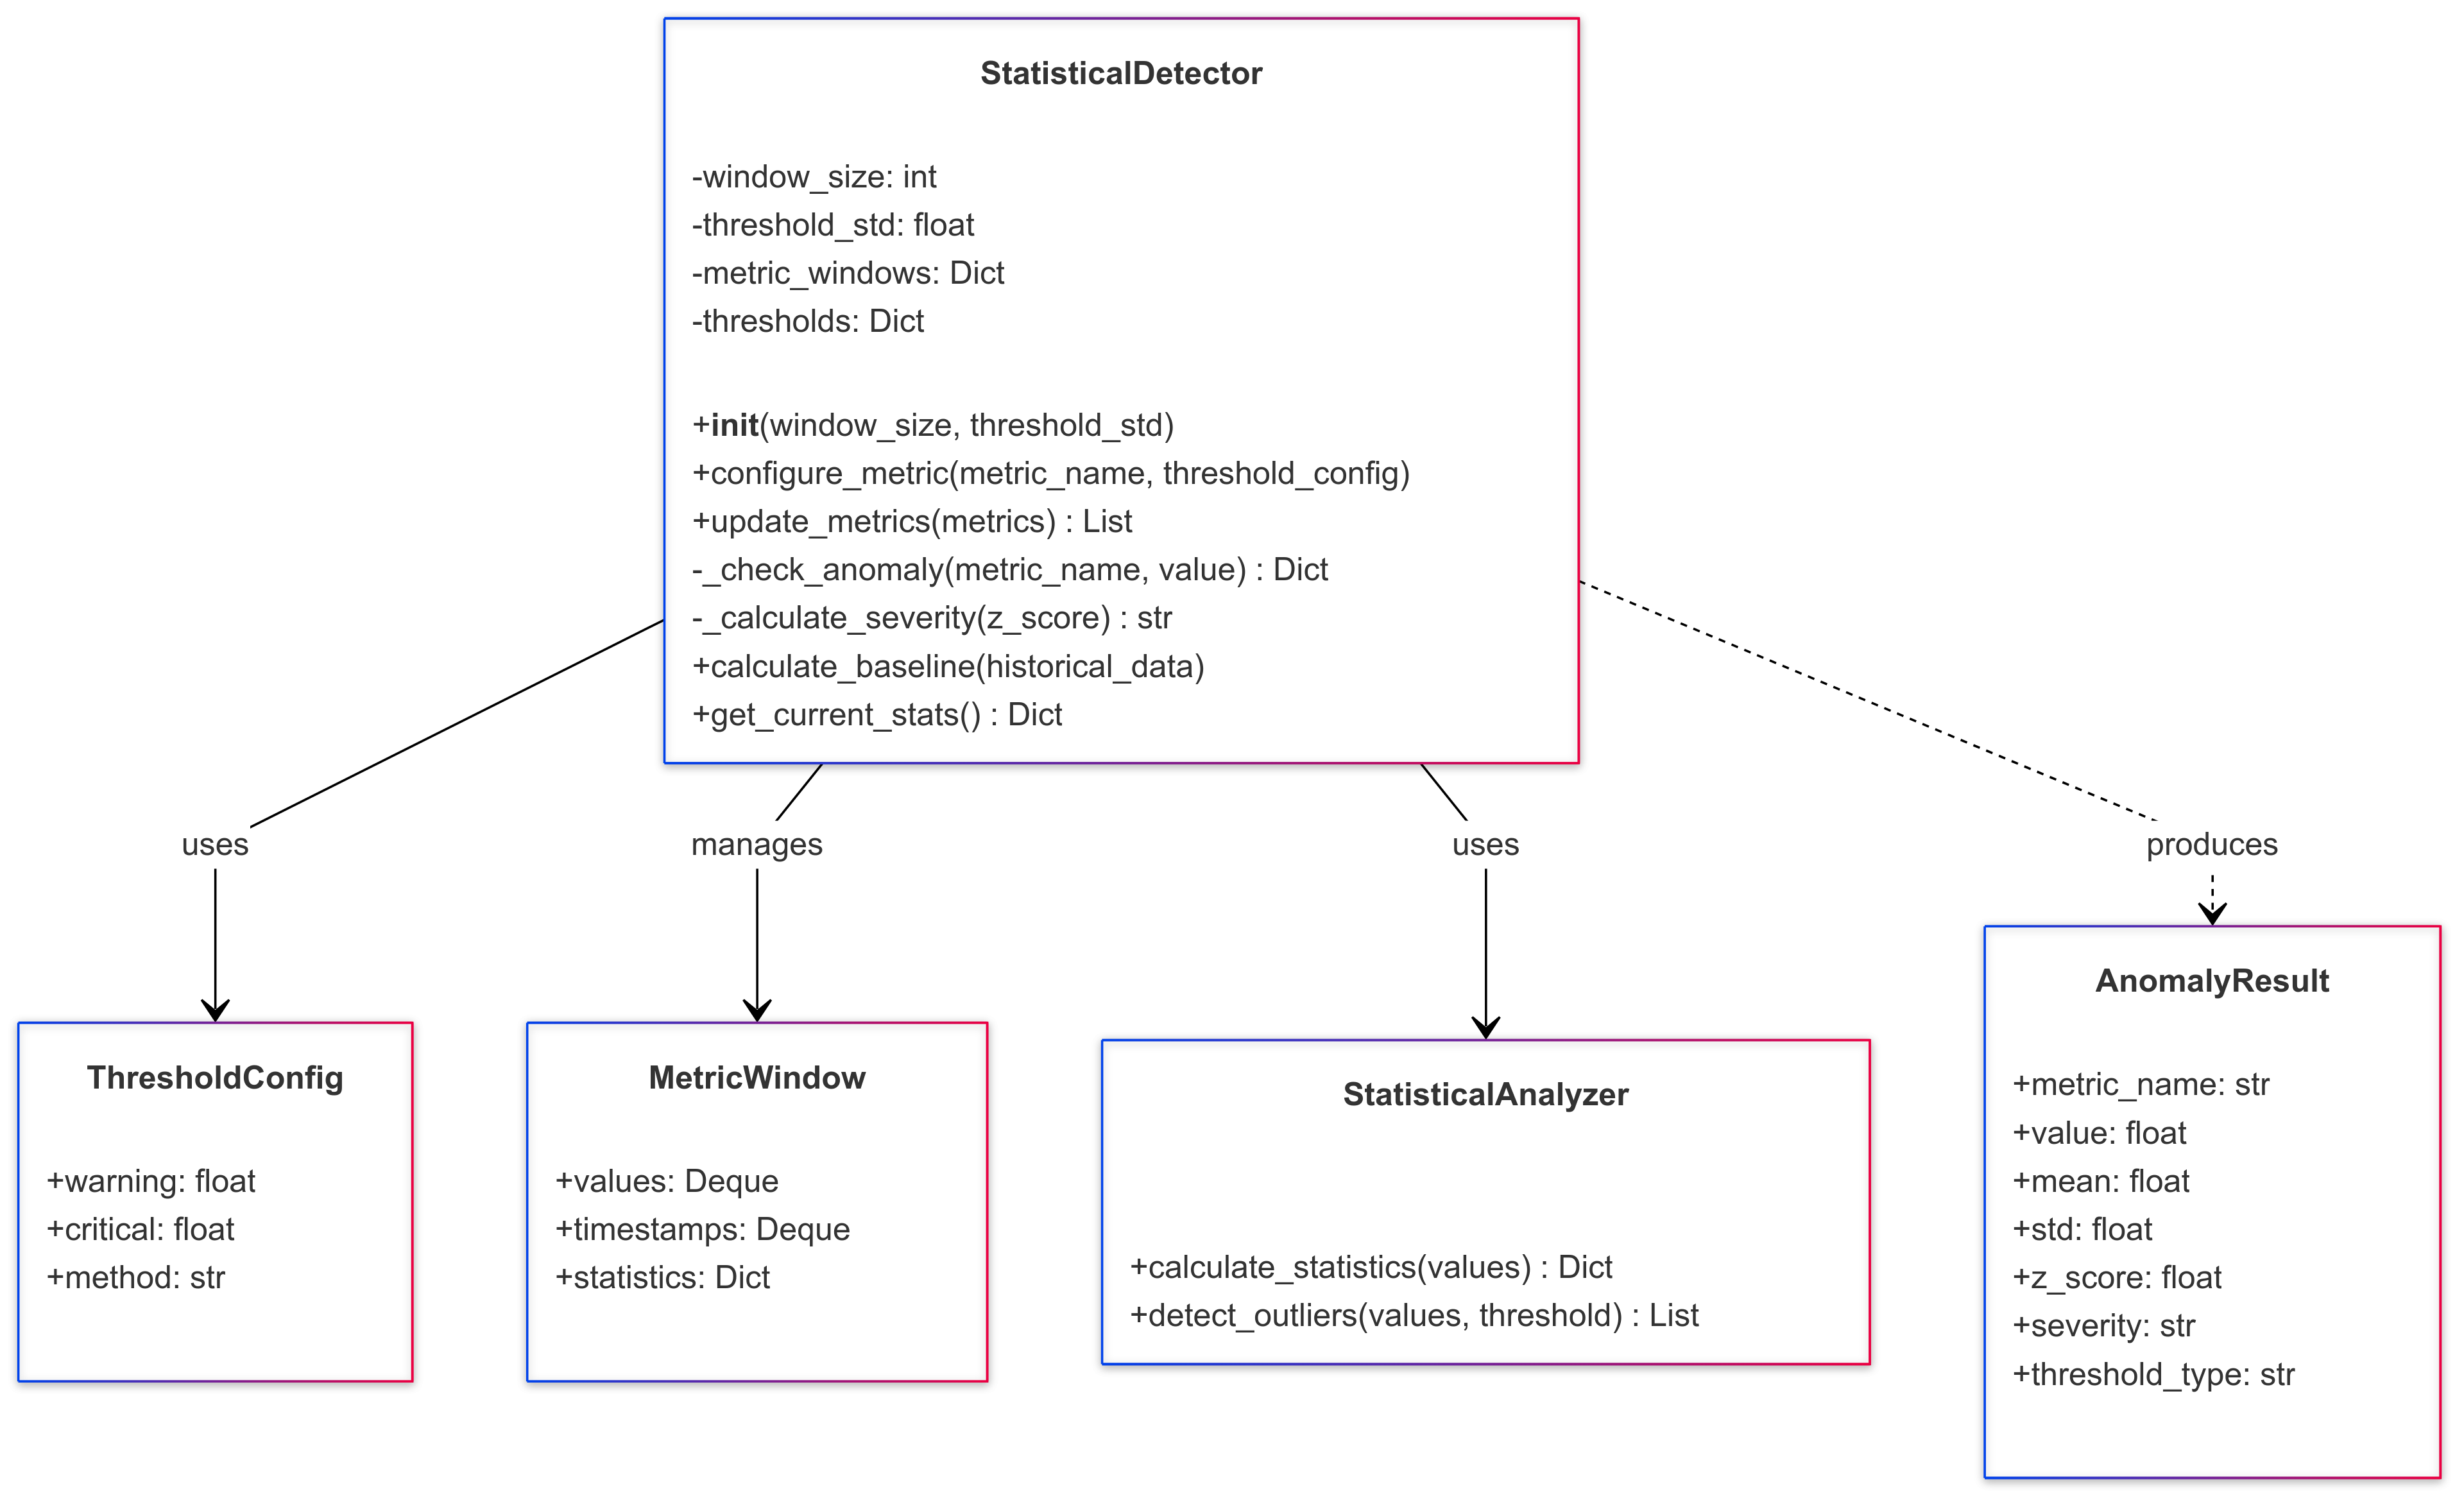 StatisticalDetector
-window_size: int
-threshold_std: float
-metric_windows: Dict
-thresholds: Dict
+init(window_size, threshold_std)
+configure_metric(metric_name, threshold_config)
+update_metrics(metrics) : List
-_check_anomaly(metric_name, value) : Dict
-_calculate_severity(z_score) : str
+calculate_baseline(historical_data)
+get_current_stats() : Dict
uses
manages
uses
produces
ThresholdConfig
+warning: float
+critical: float
+method: str
MetricWindow
+values: Deque
+timestamps: Deque
+statistics: Dict
StatisticalAnalyzer
+calculate_statistics(values) : Dict
+detect_outliers(values, threshold) : List
AnomalyResult
+metric_name: str
+value: float
+mean: float
+std: float
+z_score: float
+severity: str
+threshold_type: str